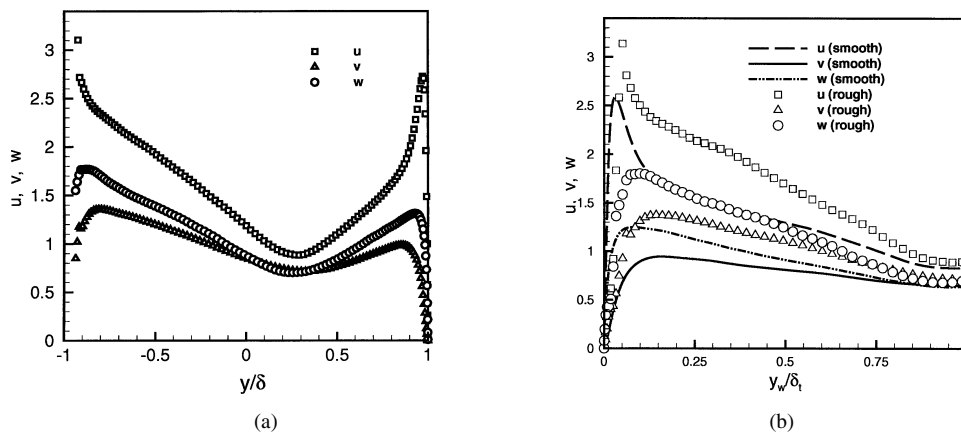 u, v, w
3
2.5
2
1.5
1
0.5
0
-1
-0.5
0
0.5
1
y/δ
u
v
w
(a)
u, v, w
3
2.5
2
1.5
1
0.5
0
0
0.25
0.5
0.75
y_w/δ_t
u (smooth)
v (smooth)
w (smooth)
u (rough)
v (rough)
w (rough)
(b)